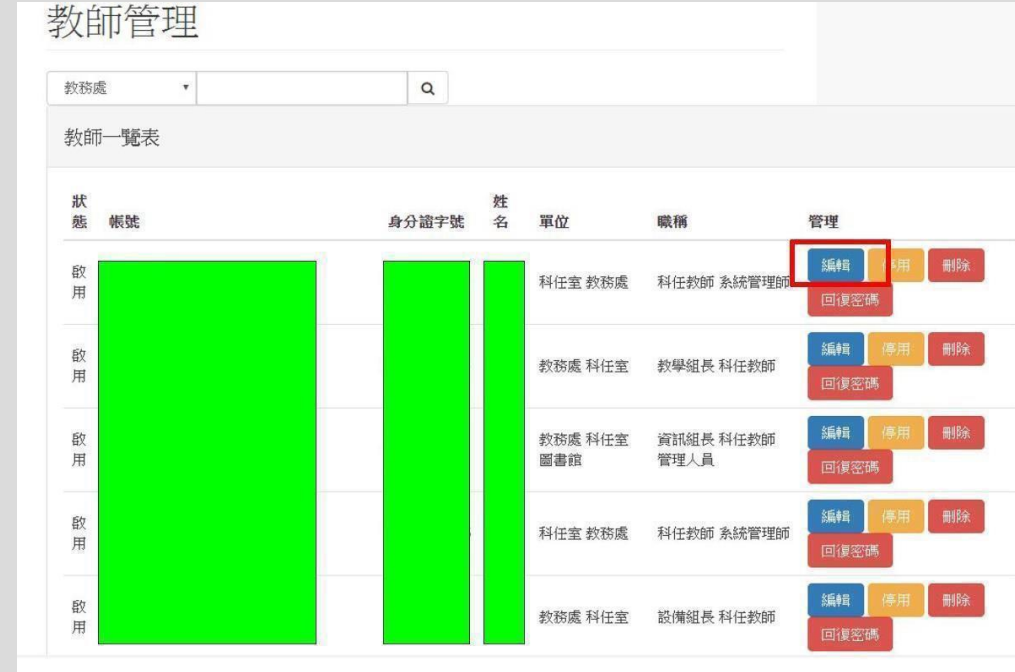 教師管理
教務處
教師一覽表
狀態 帳號 身分證字號 姓名 單位 職稱 管理
啟用 科任室 教務處 科任教師 系統管理師 編輯 停用 刪除
回復密碼
啟用 教務處 科任室 教學組長 科任教師 編輯 停用 刪除
回復密碼
啟用 教務處 科任室 資訊組長 科任教師 編輯 停用 刪除
圖書館 管理人員 回復密碼
啟用 科任室 教務處 科任教師 系統管理師 編輯 停用 刪除
回復密碼
啟用 教務處 科任室 設備組長 科任教師 編輯 停用 刪除
回復密碼